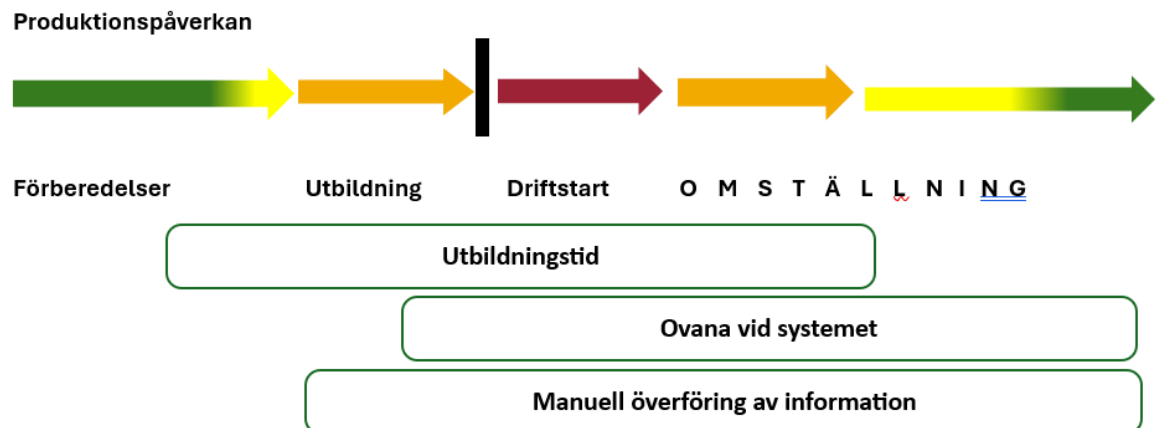 Produktionspåverkan
Förberedelser Utbildning Driftstart O M S T Ä L L N I N G
Utbildningstid
Ovana vid systemet
Manuell överföring av information